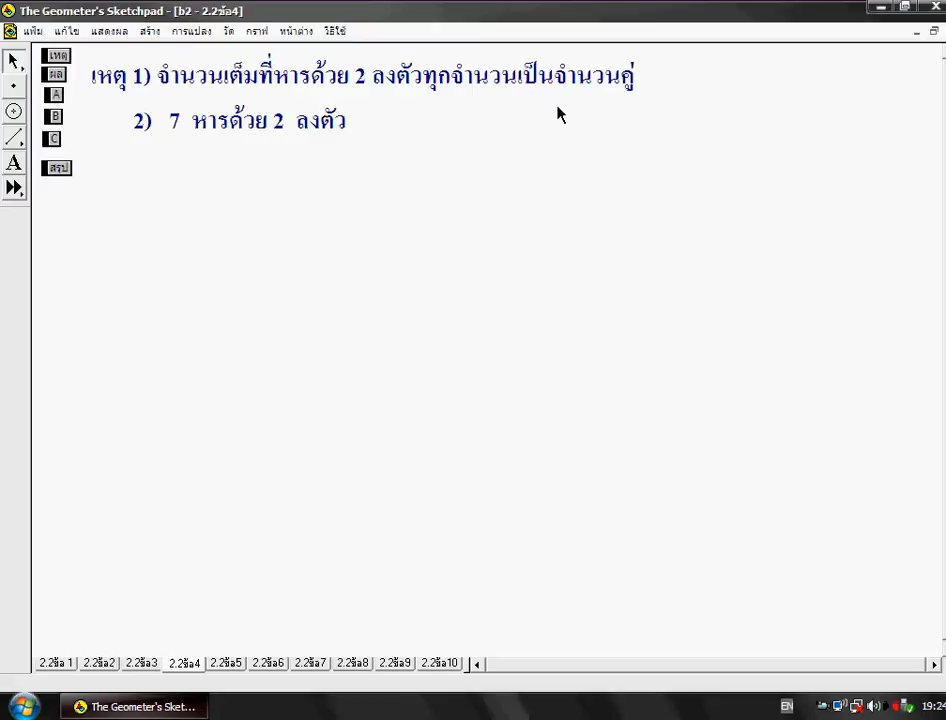 The Geometer's Sketchpad - [b2 - 2.2ข้อ4]
แฟ้ม แก้ไข แสดงผล สร้าง การแปลง วัด กราฟ หน้าต่าง วิธีใช้
เหตุ
ผล
A
B
C
สรุป
เหตุ 1) จำนวนเต็มที่หารด้วย 2 ลงตัวทุกจำนวนเป็นจำนวนคู่
2) 7 หารด้วย 2 ลงตัว
A
2.2ข้อ 1 2.2ข้อ2 2.2ข้อ3 2.2ข้อ4 2.2ข้อ5 2.2ข้อ6 2.2ข้อ7 2.2ข้อ8 2.2ข้อ9 2.2ข้อ10
The Geometer's Sket... EN 19:24